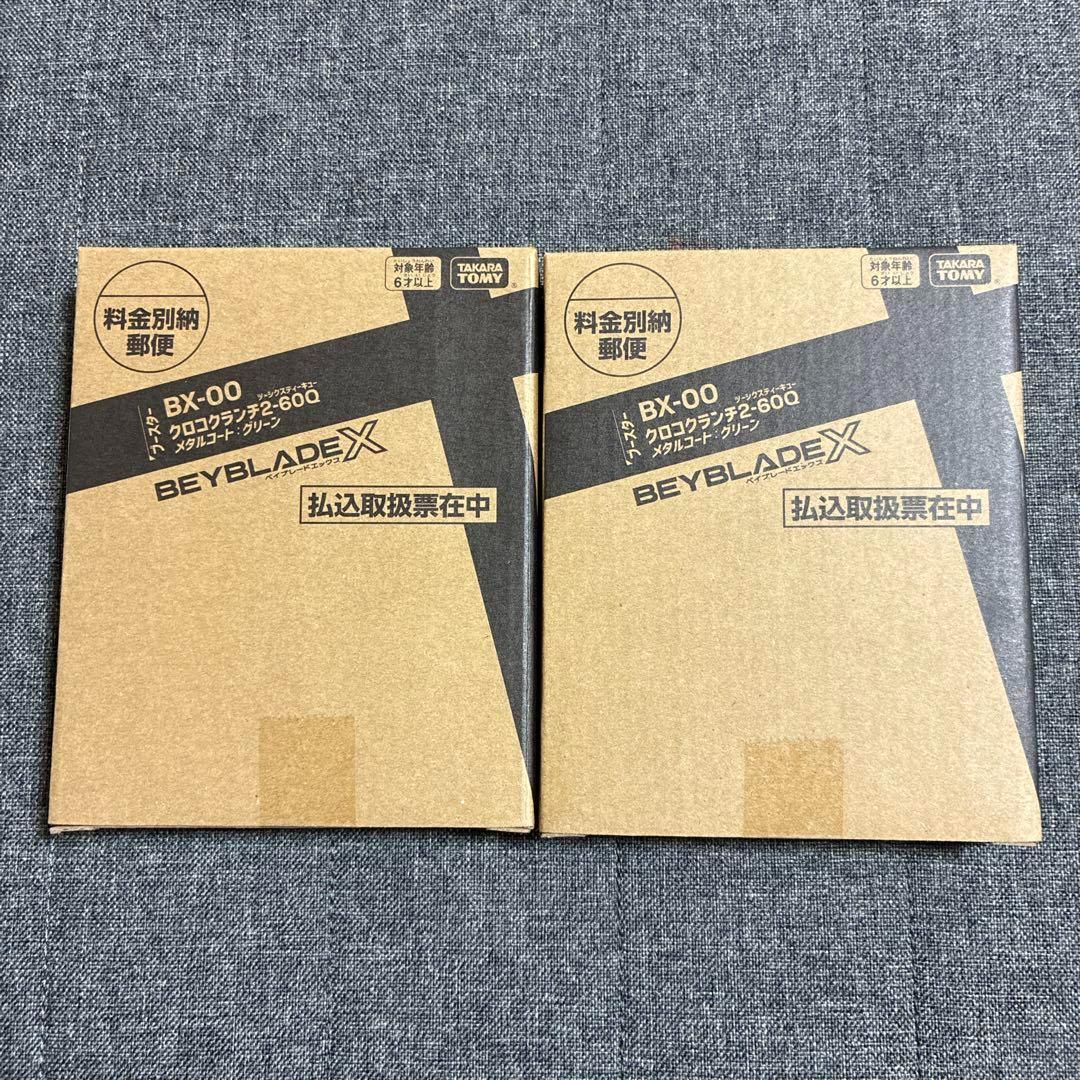 料金別納
郵便
対象年齢
6才以上
TAKARA
TOMY
ブースター
BX-00
ツーシックスティーキュー
クロコクランチ2-60Q
メタルコート:グリーン
BEYBLADE X
ベイブレードエックス
払込取扱票在中
料金別納
郵便
対象年齢
6才以上
TAKARA
TOMY
ブースター
BX-00
ツーシックスティーキュー
クロコクランチ2-60Q
メタルコート:グリーン
BEYBLADE X
ベイブレードエックス
払込取扱票在中